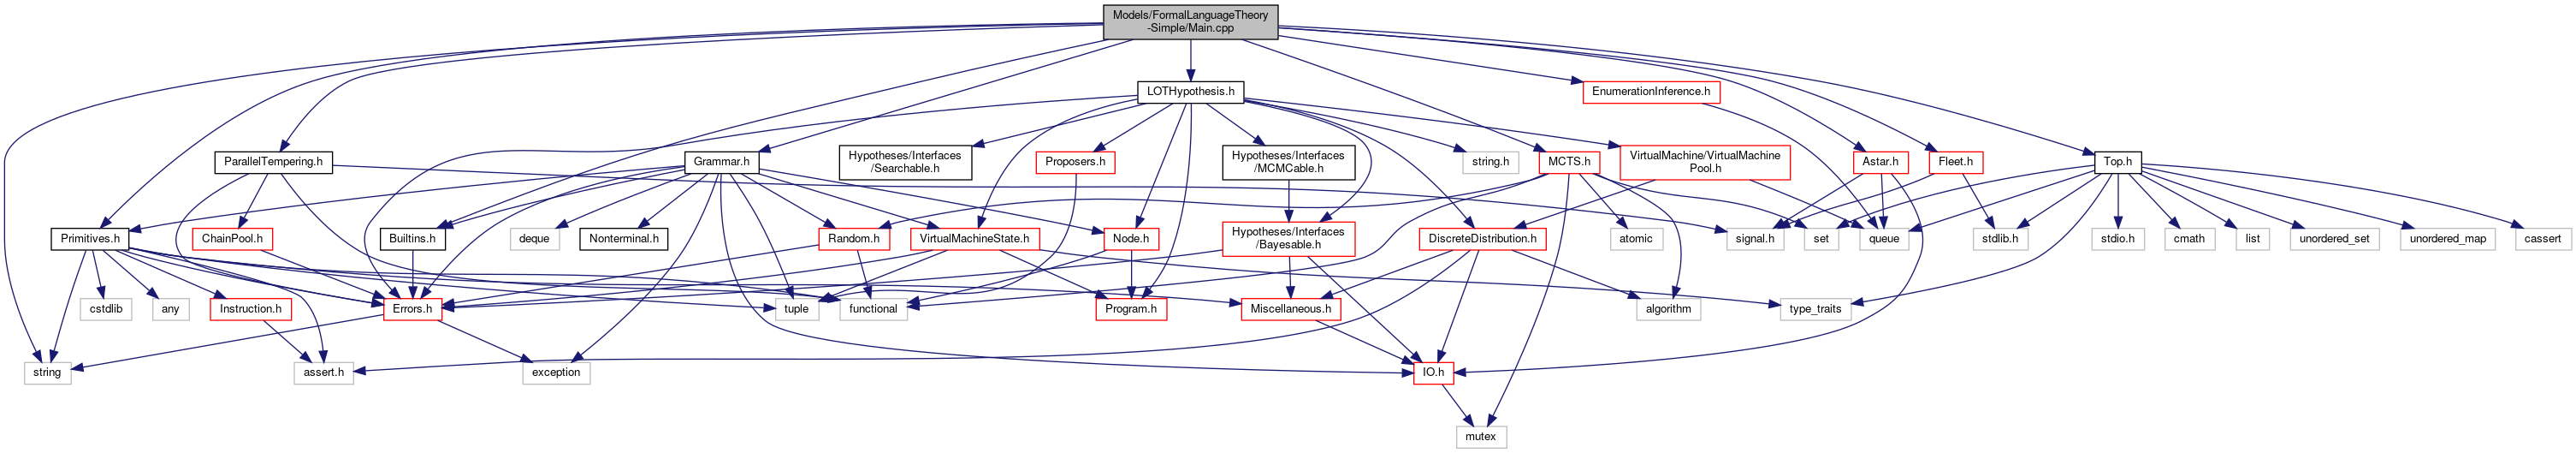 Models/FormalLanguageTheory
-Simple/Main.cpp
LOTHypothesis.h
EnumerationInference.h
ParallelTempering.h
Grammar.h
Hypotheses/Interfaces
/Searchable.h
Proposers.h
Hypotheses/Interfaces
/MCMCable.h
string.h
MCTS.h
VirtualMachine/VirtualMachine
Pool.h
Astar.h
Fleet.h
Top.h
Primitives.h
ChainPool.h
Builtins.h
deque
Nonterminal.h
Random.h
VirtualMachineState.h
Node.h
Hypotheses/Interfaces
/Bayesable.h
DiscreteDistribution.h
atomic
signal.h
set
queue
stdlib.h
stdio.h
cmath
list
unordered_set
unordered_map
cassert
cstdlib
any
Instruction.h
Errors.h
tuple
functional
Program.h
Miscellaneous.h
algorithm
type_traits
string
assert.h
exception
IO.h
mutex